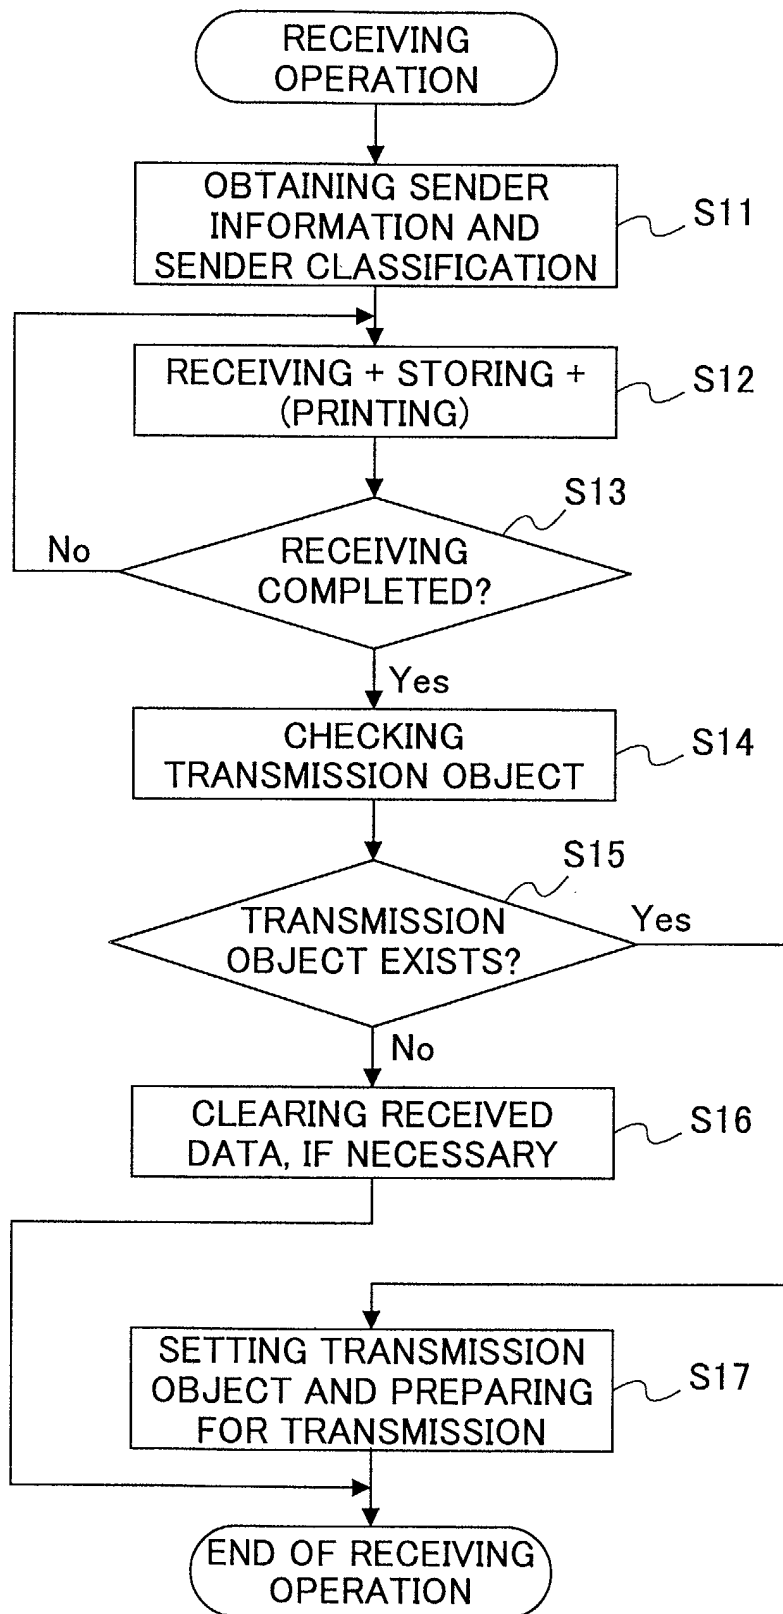 RECEIVING
OPERATION
OBTAINING SENDER
INFORMATION AND
SENDER CLASSIFICATION
S11
RECEIVING + STORING +
(PRINTING)
S12
S13
No
RECEIVING
COMPLETED?
Yes
CHECKING
TRANSMISSION OBJECT
S14
S15
TRANSMISSION
OBJECT EXISTS?
Yes
No
CLEARING RECEIVED
DATA, IF NECESSARY
S16
SETTING TRANSMISSION
OBJECT AND PREPARING
FOR TRANSMISSION
S17
END OF RECEIVING
OPERATION